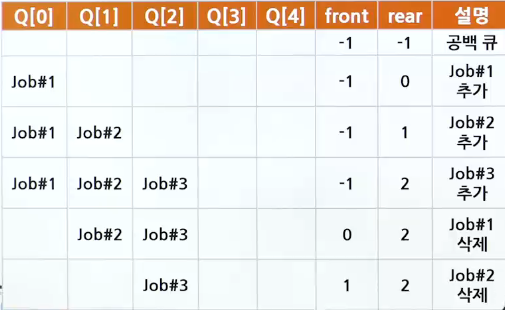 Q[0] Q[1] Q[2] Q[3] Q[4] front rear 설명
-1 -1 공백 큐
Job#1 -1 0 Job#1 추가
Job#1 Job#2 -1 1 Job#2 추가
Job#1 Job#2 Job#3 -1 2 Job#3 추가
Job#2 Job#3 0 2 Job#1 삭제
Job#3 1 2 Job#2 삭제